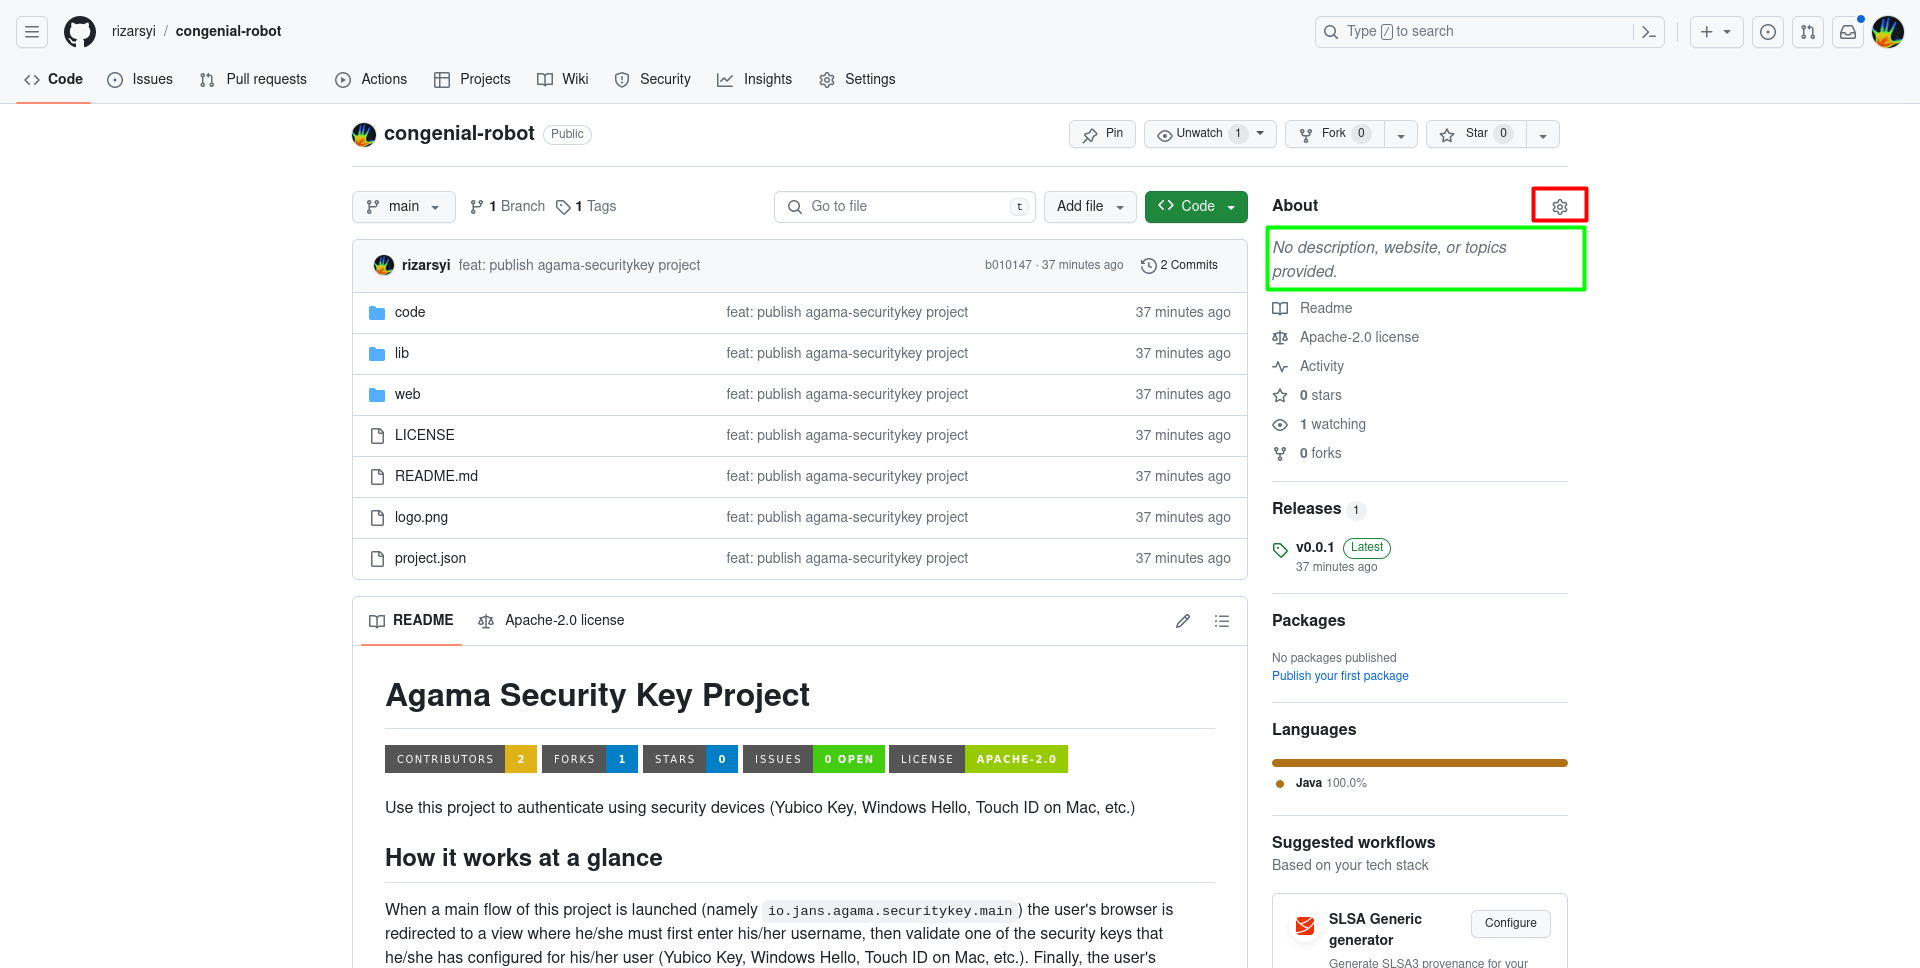 rizarsyi / congenial-robot
Type / to search
Code Issues Pull requests Actions Projects Wiki Security Insights Settings
congenial-robot Public
Pin Unwatch 1 Fork 0 Star 0
main 1 Branch 1 Tags Go to file t Add file Code
rizarsyi feat: publish agama-securitykey project b010147 · 37 minutes ago 2 Commits
code feat: publish agama-securitykey project 37 minutes ago
lib feat: publish agama-securitykey project 37 minutes ago
web feat: publish agama-securitykey project 37 minutes ago
LICENSE feat: publish agama-securitykey project 37 minutes ago
README.md feat: publish agama-securitykey project 37 minutes ago
logo.png feat: publish agama-securitykey project 37 minutes ago
project.json feat: publish agama-securitykey project 37 minutes ago
README Apache-2.0 license
Agama Security Key Project
CONTRIBUTORS 2 FORKS 1 STARS 0 ISSUES 0 OPEN LICENSE APACHE-2.0
Use this project to authenticate using security devices (Yubico Key, Windows Hello, Touch ID on Mac, etc.)
How it works at a glance
When a main flow of this project is launched (namely io.jans.agama.securitykey.main ) the user's browser is
redirected to a view where he/she must first enter his/her username, then validate one of the security keys that
he/she has configured for his/her user (Yubico Key, Windows Hello, Touch ID on Mac, etc.). Finally, the user's
About
No description, website, or topics
provided.
Readme
Apache-2.0 license
Activity
0 stars
1 watching
0 forks
Releases 1
v0.0.1 Latest
37 minutes ago
Packages
No packages published
Publish your first package
Languages
Java 100.0%
Suggested workflows
Based on your tech stack
SLSA Generic
generator
Configure
Generate SLSA3 provenance for your